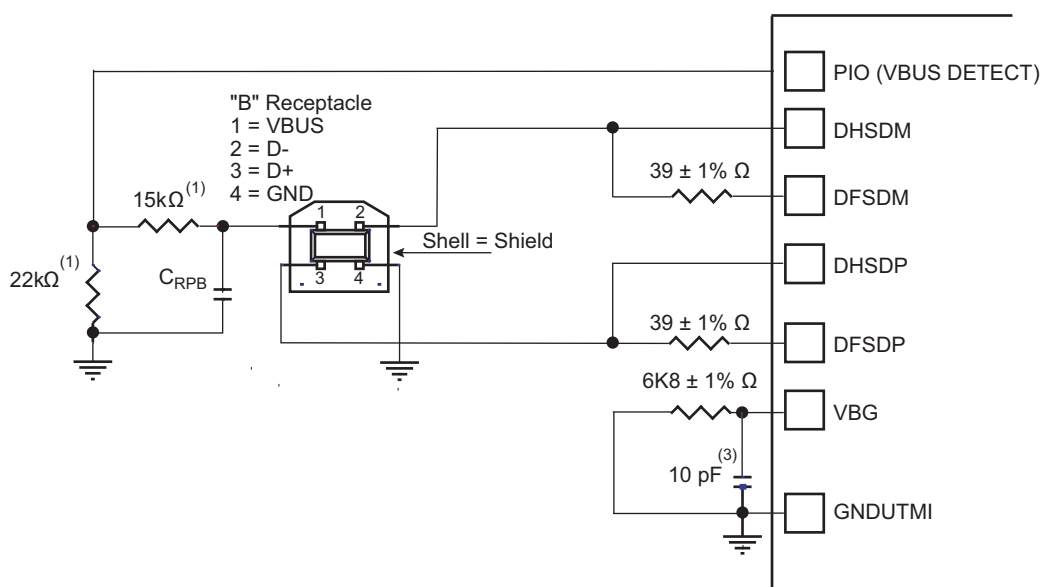 PIO (VBUS DETECT)
"B" Receptacle
1 = VBUS
2 = D-
3 = D+
4 = GND
DHSDM
39 ± 1% Ω
DFSDM
15kΩ(1)
1 2
Shell = Shield
DHSDP
22kΩ(1)
CRPB
3 4
39 ± 1% Ω
DFSDP
6K8 ± 1% Ω
VBG
10 pF(3)
GNDUTMI